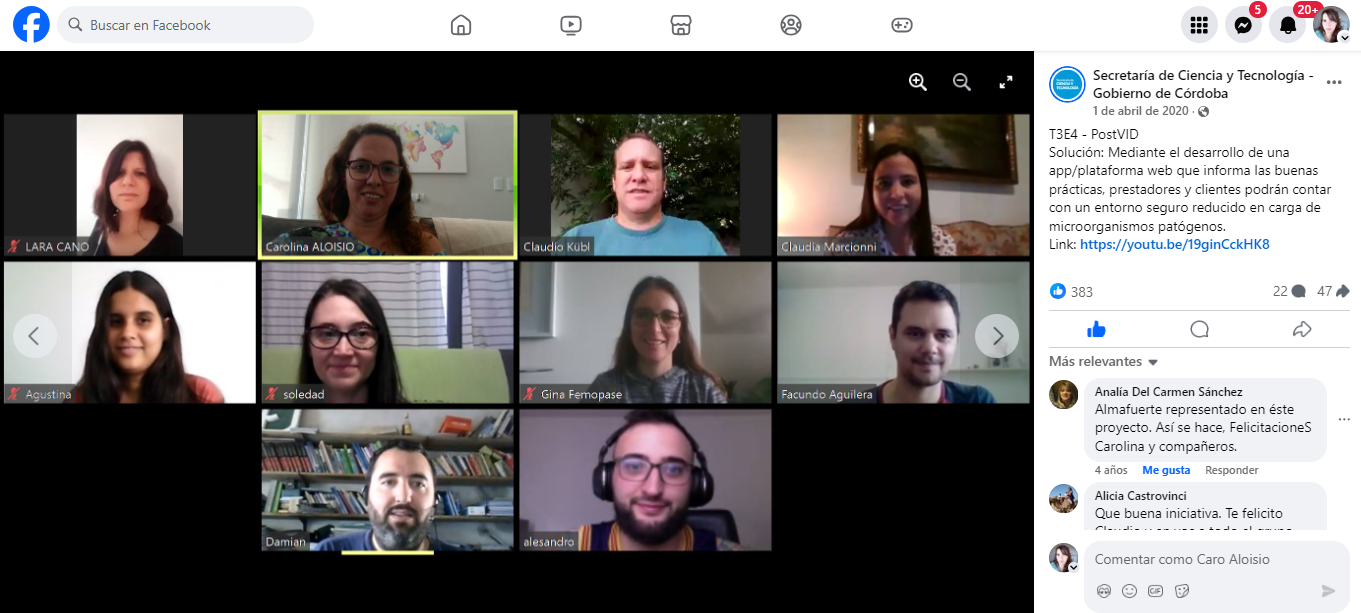 Buscar en Facebook
5
20+
LARA CANO
Carolina ALOISIO
Claudio Kübl
Claudia Marcionni
Agustina
soledad
Gina Femopase
Facundo Aguilera
Damian
alesandro
Secretaría de Ciencia y Tecnología -
Gobierno de Córdoba
1 de abril de 2020 ·
T3E4 - PostVID
Solución: Mediante el desarrollo de una
app/plataforma web que informa las buenas
prácticas, prestadores y clientes podrán contar
con un entorno seguro reducido en carga de
microorganismos patógenos.
Link: https://youtu.be/19ginCckHK8
383
22 47
Más relevantes
Analía Del Carmen Sánchez
Almafuerte representado en éste
proyecto. Así se hace, FelicitacioneS
Carolina y compañeros.
4 años Me gusta Responder
Alicia Castrovinci
Que buena iniciativa. Te felicito
Comentar como Caro Aloisio
GIF